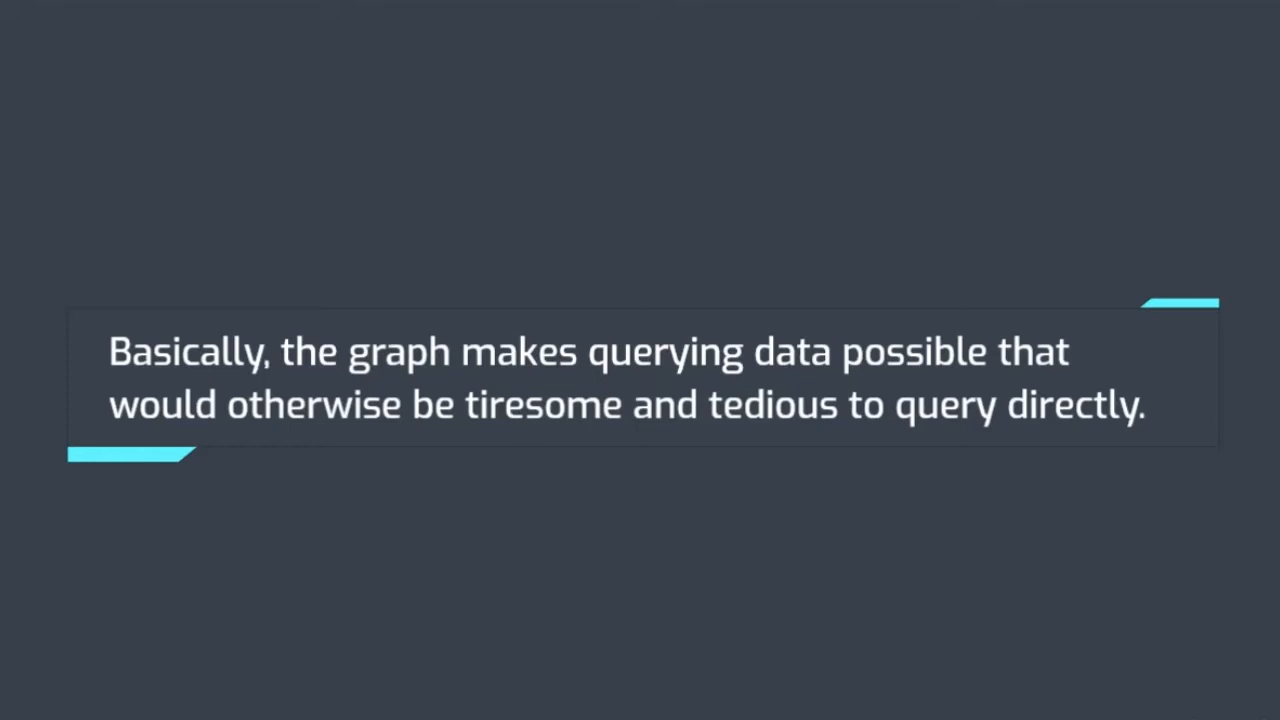 Basically, the graph makes querying data possible that
would otherwise be tiresome and tedious to query directly.